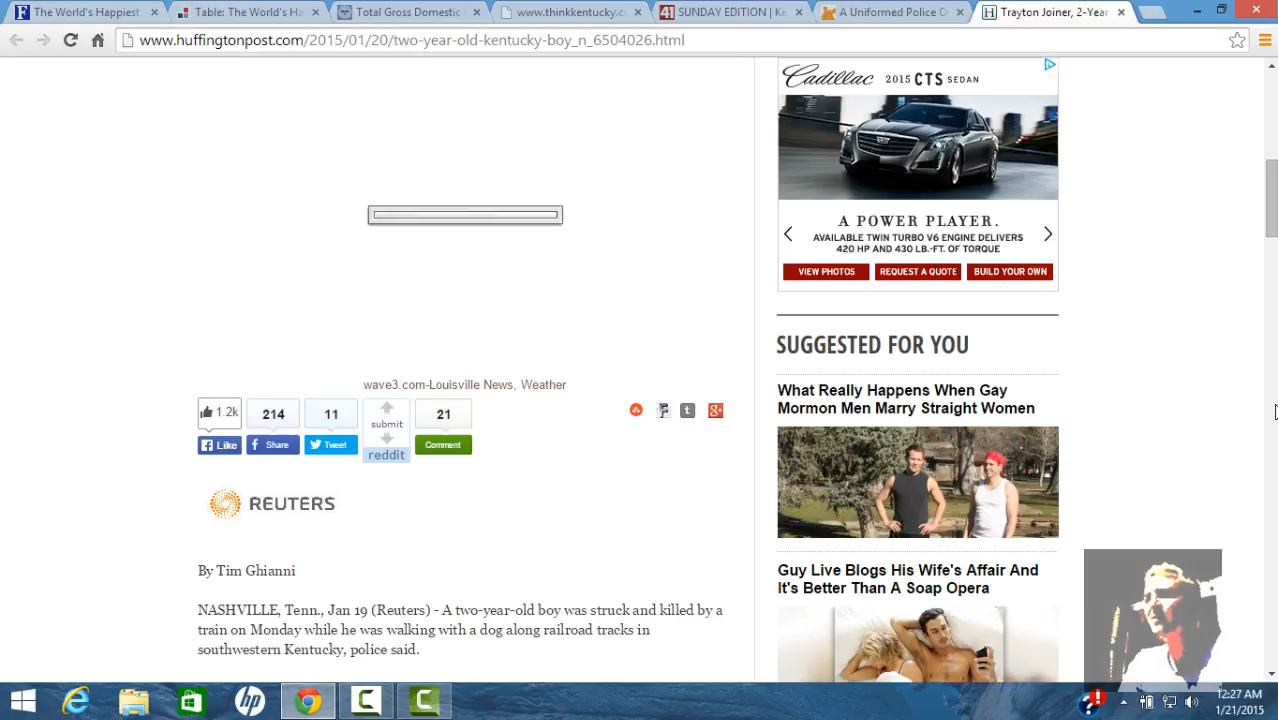 The World's Happiest
Table: The World's Ha
Total Gross Domestic
www.thinkkentucky.c
SUNDAY EDITION | Ke
A Uniformed Police O
Trayton Joiner, 2-Year
www.huffingtonpost.com/2015/01/20/two-year-old-kentucky-boy_n_6504026.html
Cadillac 2015 CTS SEDAN
A POWER PLAYER.
AVAILABLE TWIN TURBO V6 ENGINE DELIVERS
420 HP AND 430 LB.-FT. OF TORQUE
VIEW PHOTOS
REQUEST A QUOTE
BUILD YOUR OWN
wave3.com-Louisville News, Weather
1.2k
214
11
submit
21
Like
Share
Tweet
reddit
Comment
REUTERS
By Tim Ghianni
NASHVILLE, Tenn., Jan 19 (Reuters) - A two-year-old boy was struck and killed by a
train on Monday while he was walking with a dog along railroad tracks in
southwestern Kentucky, police said.
SUGGESTED FOR YOU
What Really Happens When Gay
Mormon Men Marry Straight Women
Guy Live Blogs His Wife's Affair And
It's Better Than A Soap Opera
12:27 AM
1/21/2015